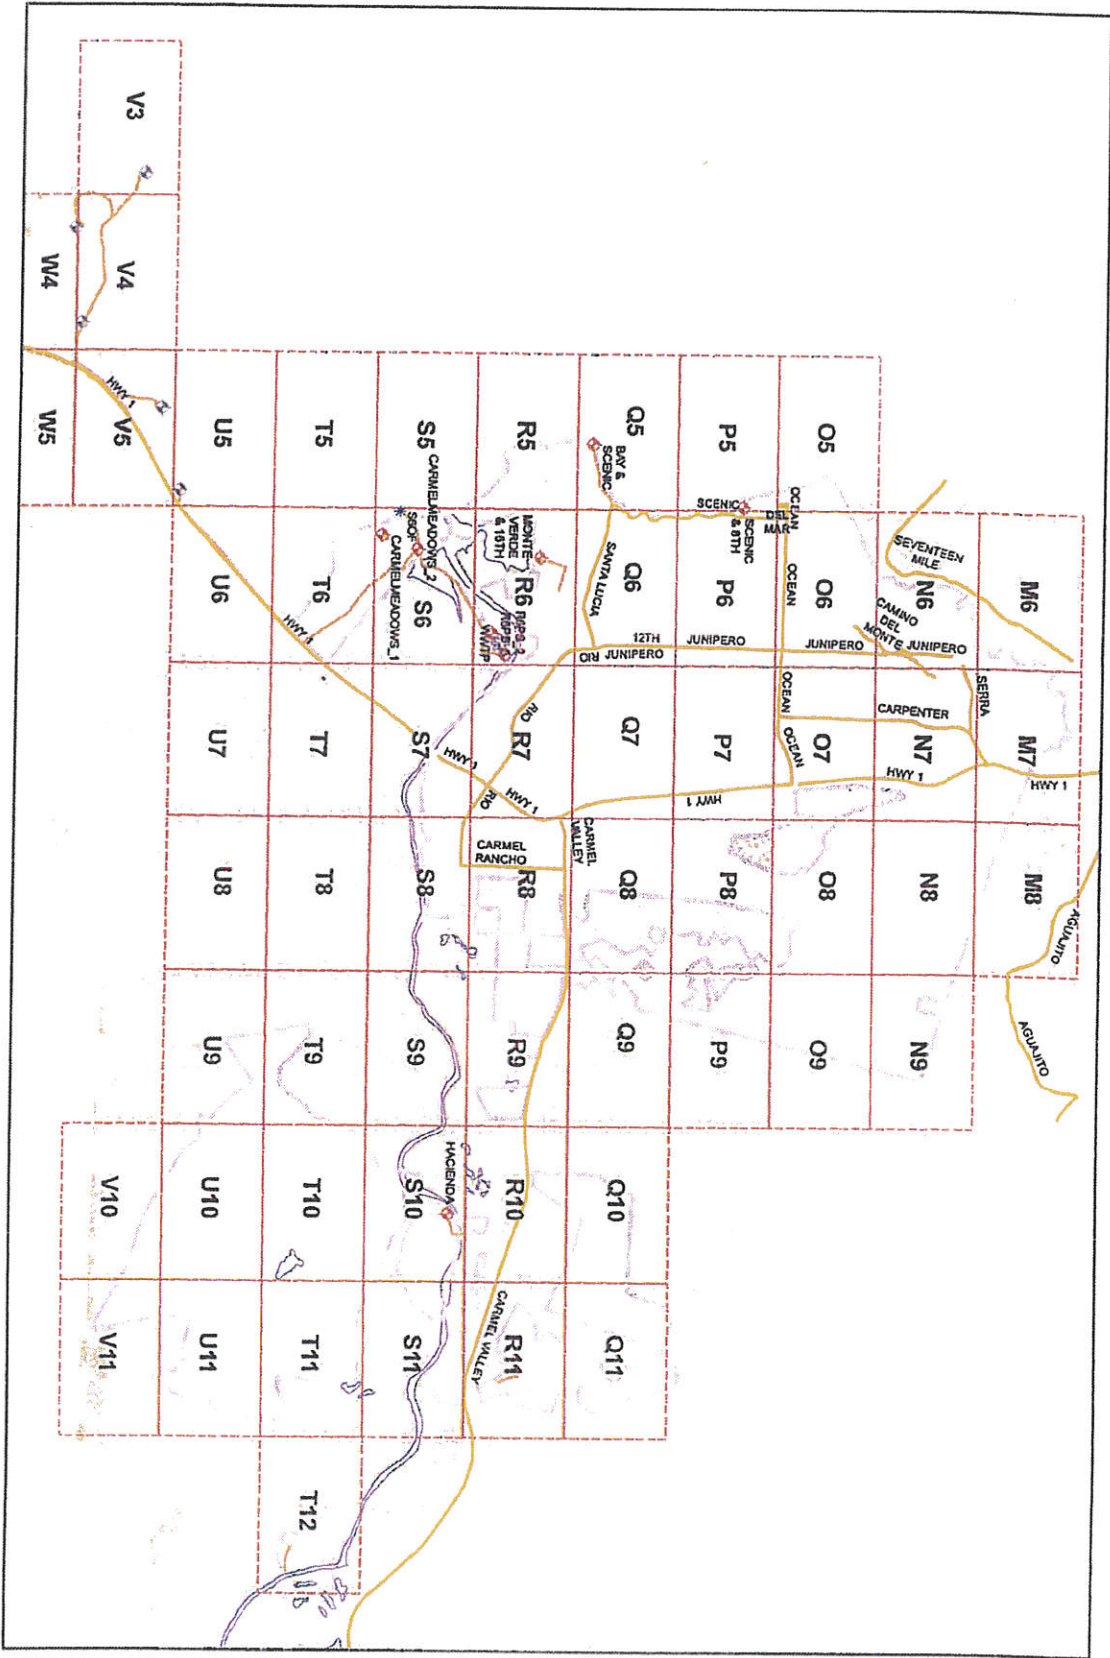 M6
M7
M8
N6
N7
N8
N9
O5
O6
O7
O8
O9
P5
P6
P7
P8
P9
Q5
Q6
Q7
Q8
Q9
Q10
Q11
R5
R6
R7
R8
R9
R10
R11
S5
S6
S7
S8
S9
S10
S11
T5
T6
T7
T8
T9
T10
T11
T12
U5
U6
U7
U8
U9
U10
U11
V3
V4
V5
V10
V11
W4
W5
SEVENTEEN
MILE
CAMINO
DEL
MONTE
JUNIPERO
SERRA
CARPENTER
HWY 1
HWY 1
AGUAJITO
AGUAJITO
OCEAN
DEL
MAR
OCEAN
OCEAN
OCEAN
JUNIPERO
JUNIPERO
12TH
JUNIPERO
RIO
SCENIC
SCENIC
& 8TH
BAY &
SCENIC
SANTA LUCIA
HWY 1
CARMEL
VALLEY
HWY 1
RIO
RIO
HWY 1
CARMEL
RANCHO
MONTE
VERDE
& 16TH
R6PS_2
WWTP
CARMELMEADOWS_2
S6OF
CARMELMEADOWS_1
HWY 1
HWY 1
HACIENDA
CARMEL VALLEY